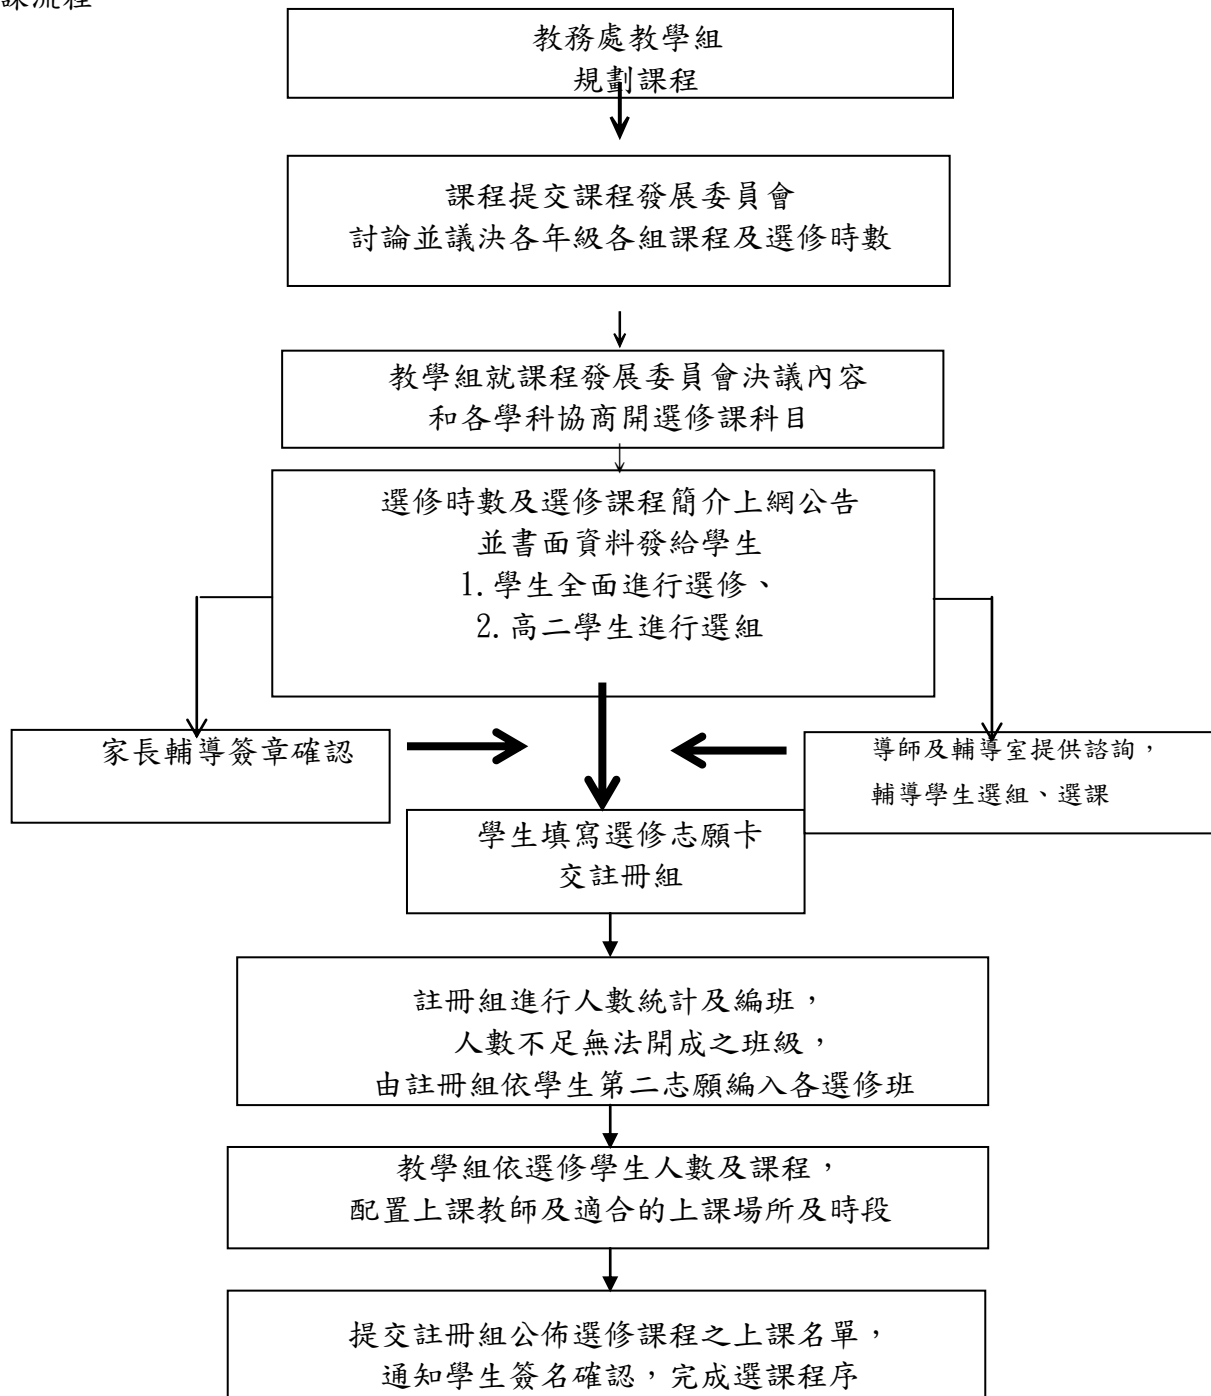 課流程
教務處教學組
規劃課程
課程提交課程發展委員會
討論並議決各年級各組課程及選修時數
教學組就課程發展委員會決議內容
和各學科協商開選修課科目
選修時數及選修課程簡介上網公告
並書面資料發給學生
1.學生全面進行選修、
2.高二學生進行選組
家長輔導簽章確認
導師及輔導室提供諮詢，
輔導學生選組、選課
學生填寫選修志願卡
交註冊組
註冊組進行人數統計及編班，
人數不足無法開成之班級，
由註冊組依學生第二志願編入各選修班
教學組依選修學生人數及課程，
配置上課教師及適合的上課場所及時段
提交註冊組公佈選修課程之上課名單，
通知學生簽名確認，完成選課程序